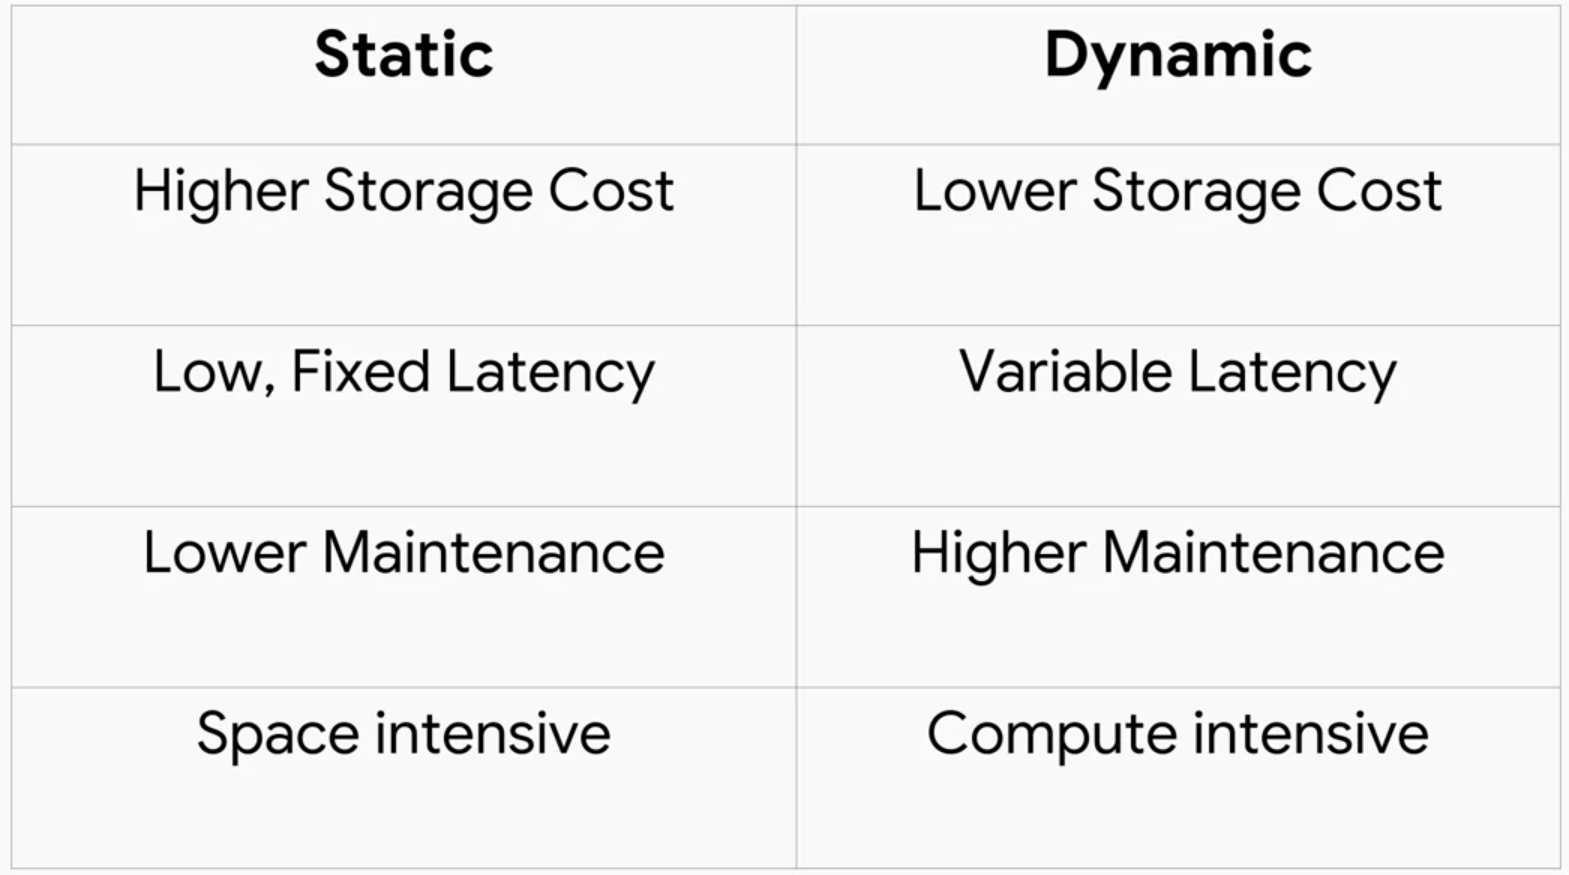 Static
Dynamic
Higher Storage Cost
Lower Storage Cost
Low, Fixed Latency
Variable Latency
Lower Maintenance
Higher Maintenance
Space intensive
Compute intensive